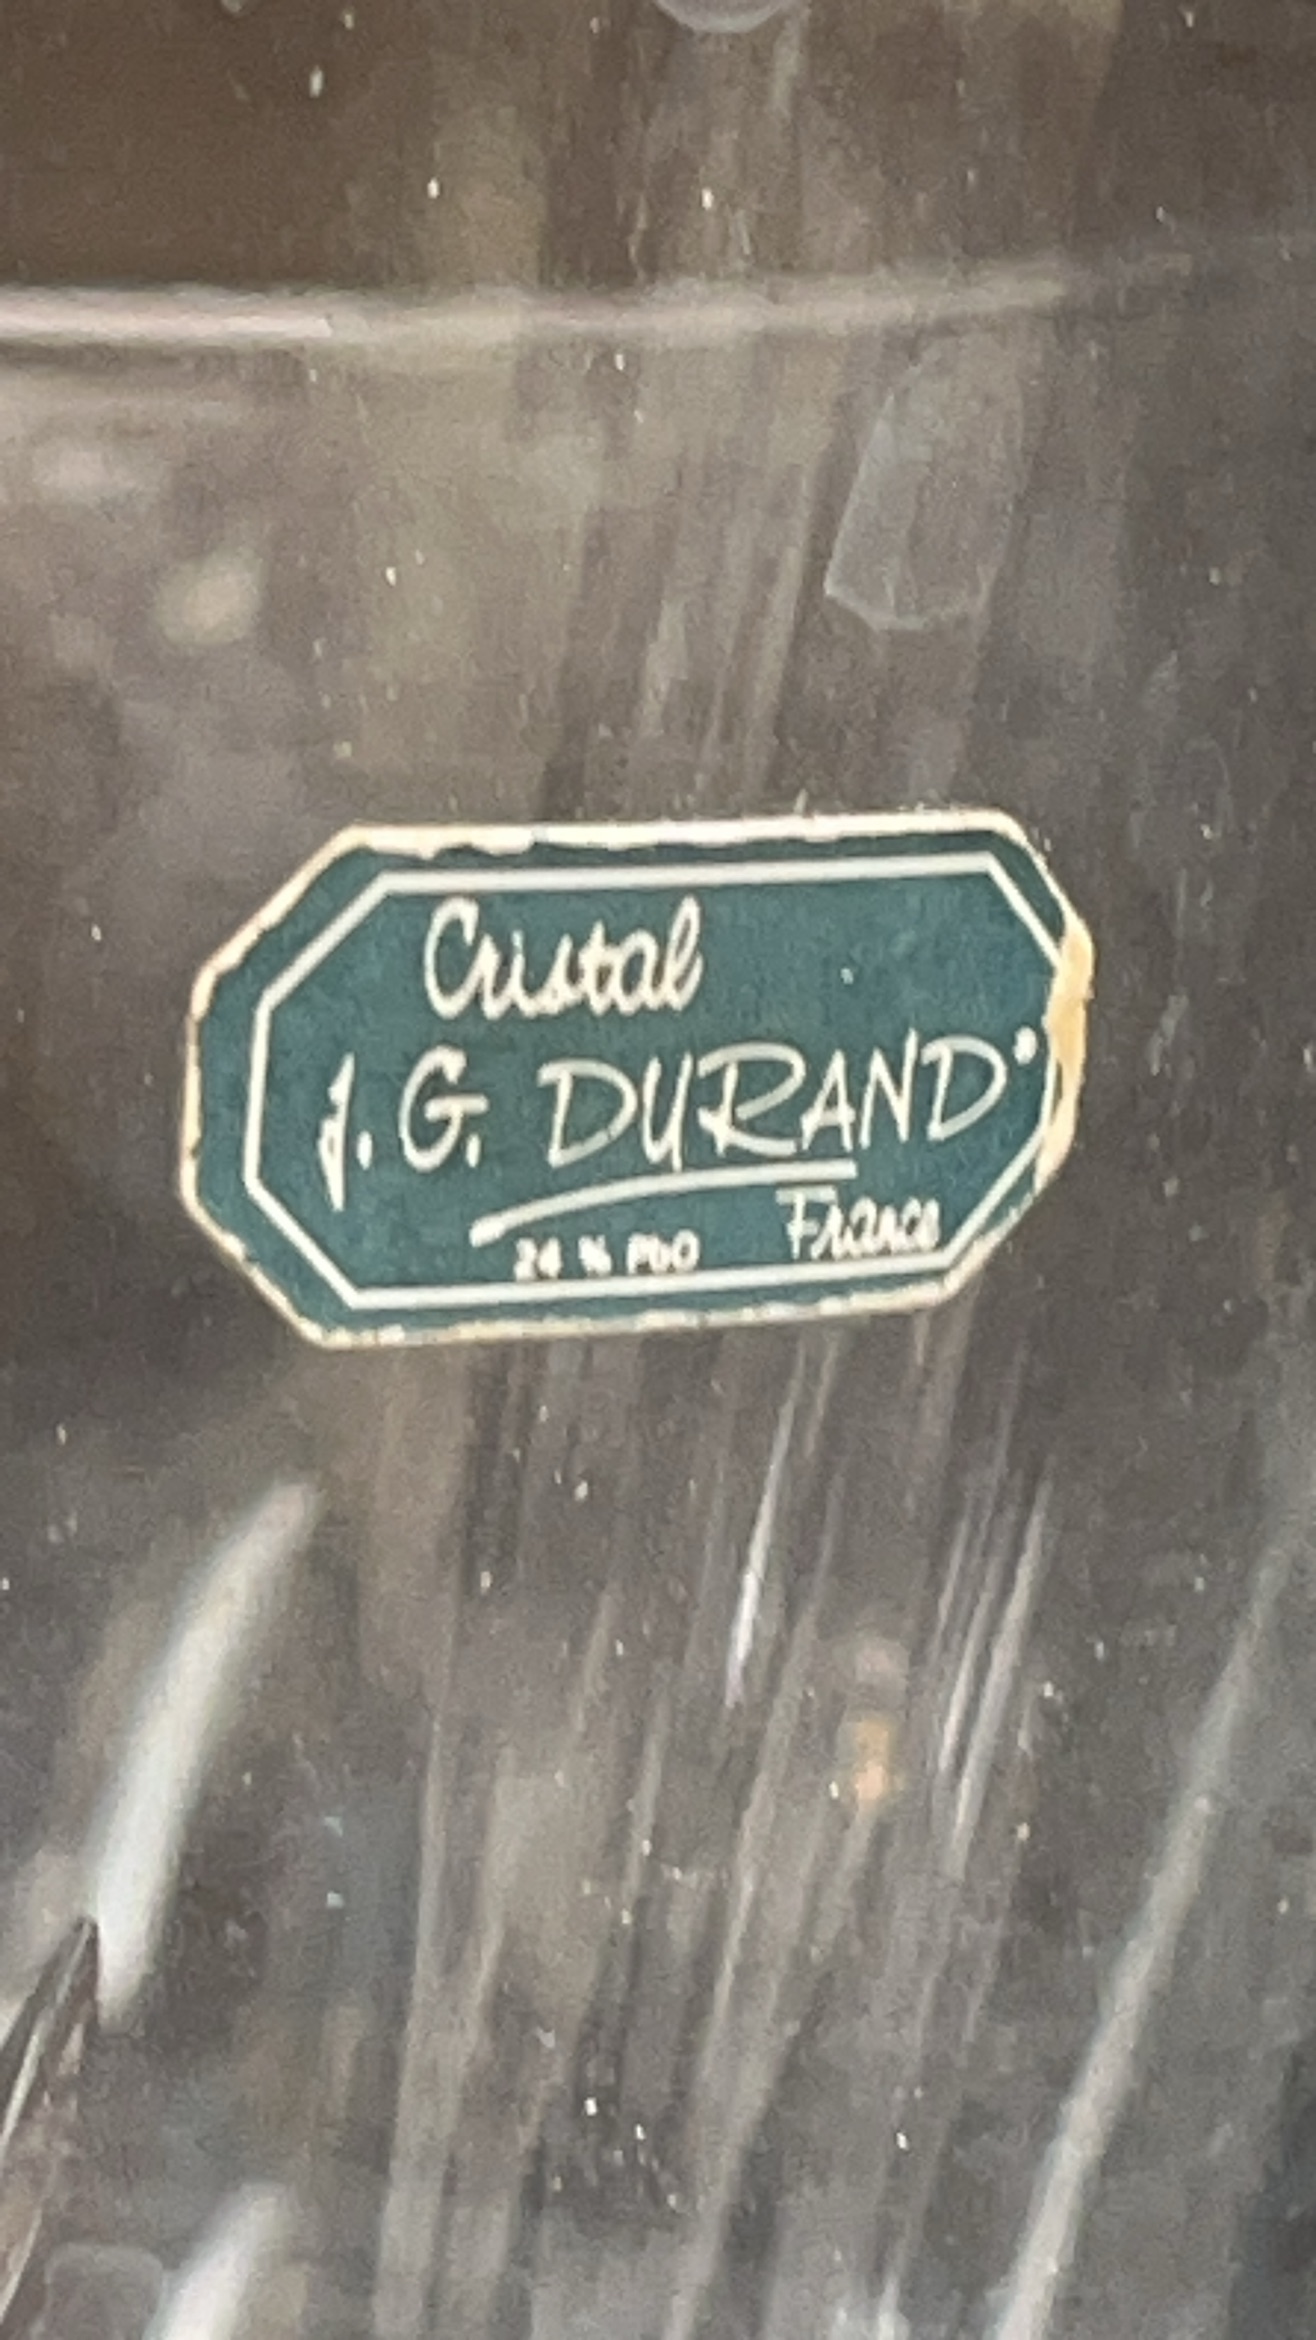 Cristal
J. G. DURAND®
24 % PbO France